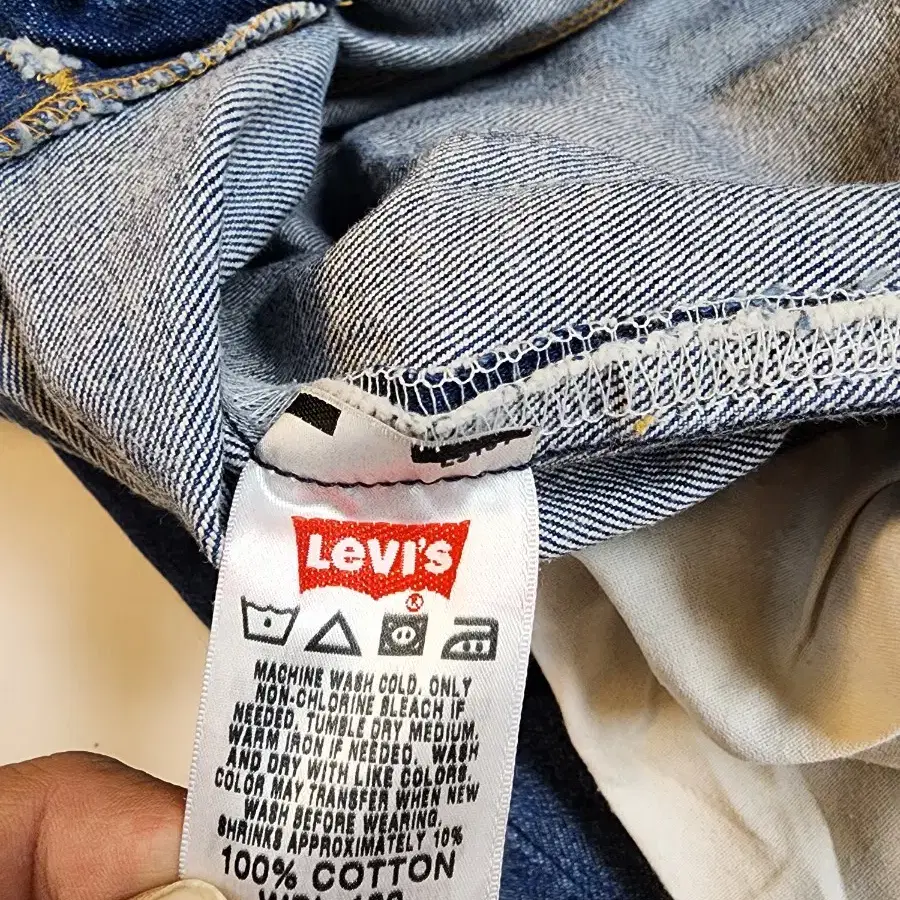 LEVI'S
®
MACHINE WASH COLD, ONLY
NON-CHLORINE BLEACH IF
NEEDED, TUMBLE DRY MEDIUM,
WARM IRON IF NEEDED. WASH
AND DRY WITH LIKE COLORS.
COLOR MAY TRANSFER WHEN NEW
WASH BEFORE WEARING.
SHRINKS APPROXIMATELY 10%
100% COTTON